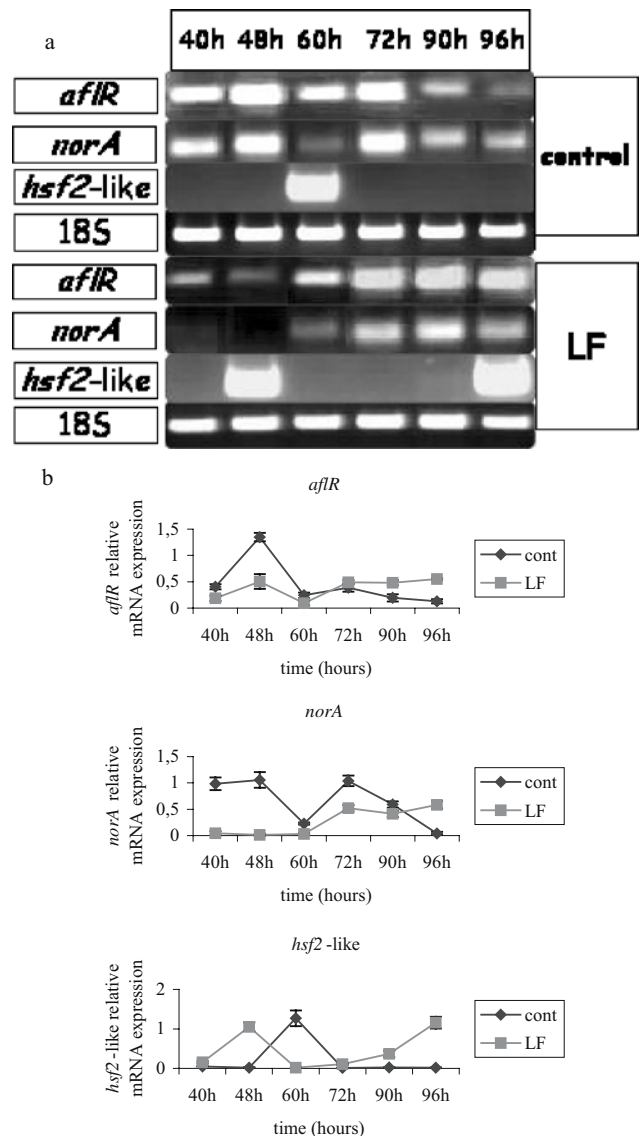 a
40h 48h 60h 72h 90h 96h
aflR
norA
hsf2-like
18S
control
aflR
norA
hsf2-like
18S
LF
b
aflR
aflR relative
mRNA expression
1,5
1
0,5
0
40h 48h 60h 72h 90h 96h
time (hours)
cont
LF
norA
norA relative
mRNA expression
1,5
1
0,5
0
40h 48h 60h 72h 90h 96h
time (hours)
cont
LF
hsf2 -like
hsf2 -like relative
mRNA expression
2
1
0
40h 48h 60h 72h 90h 96h
time (hours)
cont
LF